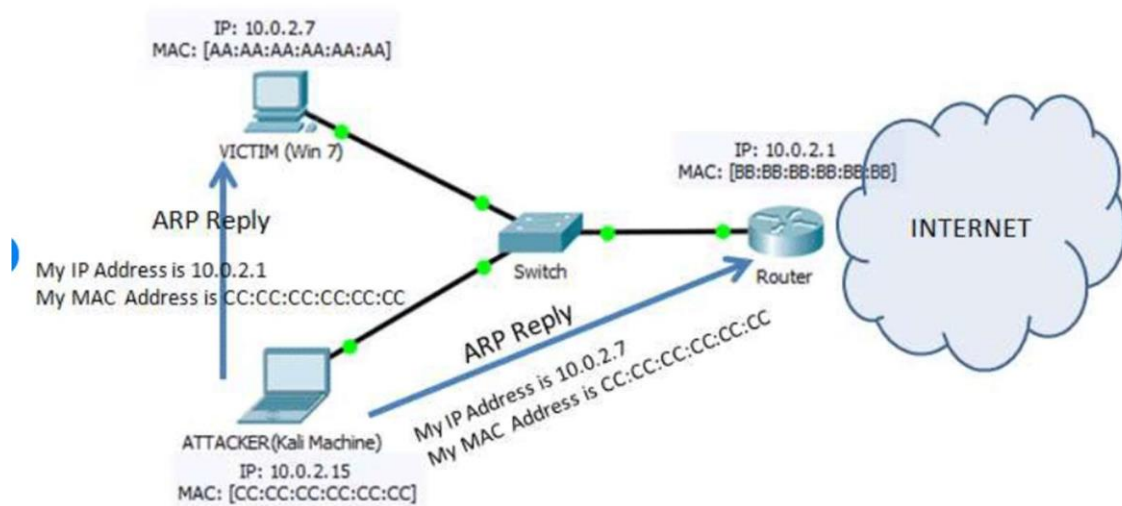 IP: 10.0.2.7
MAC: [AA:AA:AA:AA:AA:AA]
VICTIM (Win 7)
ARP Reply
My IP Address is 10.0.2.1
My MAC Address is CC:CC:CC:CC:CC:CC
ATTACKER(Kali Machine)
IP: 10.0.2.15
MAC: [CC:CC:CC:CC:CC:CC]
Switch
ARP Reply
My IP Address is 10.0.2.7
My MAC Address is CC:CC:CC:CC:CC:CC
IP: 10.0.2.1
MAC: [BB:BB:BB:BB:BB:BB]
Router
INTERNET